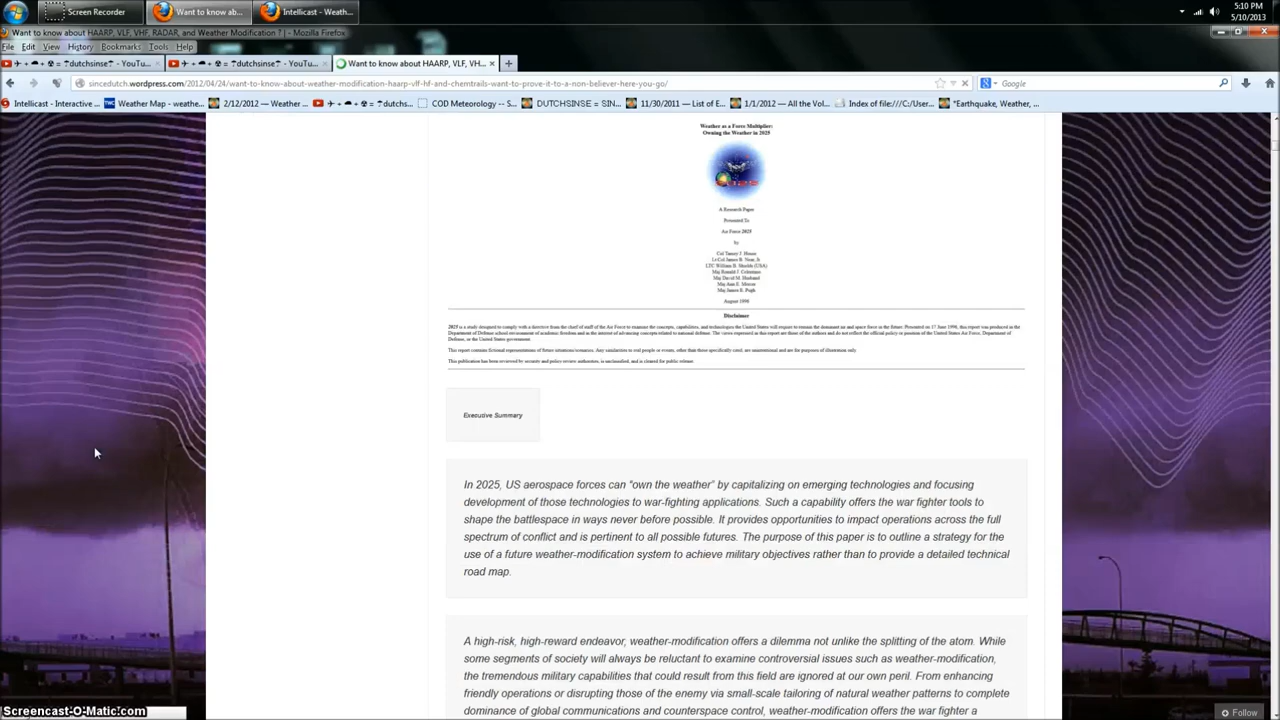 Screen Recorder
Want to know ab...
Intellicast - Weath...
5:10 PM
5/10/2013
Want to know about HAARP, VLF, VHF, RADAR, and Weather Modification ? | - Mozilla Firefox
File Edit View History Bookmarks Tools Help
= †dutchsinse† - YouTu...
= †dutchsinse† - YouTu...
Want to know about HAARP, VLF, VH...
sincedutch.wordpress.com/2012/04/24/want-to-know-about-weather-modification-haarp-vlf-hf-and-chemtrails-want-to-prove-it-to-a-non-believer-here-you-go/
Google
Intellicast - Interactive ...
Weather Map - weathe...
2/12/2012 — Weather ...
= †dutchs...
COD Meteorology -- S...
DUTCHSINSE = SIN...
11/30/2011 — List of E...
1/1/2012 — All the Vol...
Index of file:///C:/User...
*Earthquake, Weather, ...
Weather as a Force Multiplier:
Owning the Weather in 2025
A Research Paper
Presented To
Air Force 2025
by
Col Tamzy J. House
Lt Col James B. Near, Jr.
LTC William B. Shields (USA)
Maj Ronald J. Celentano
Maj David M. Husband
Maj Ann E. Mercer
Maj James E. Pugh
August 1996
Disclaimer
2025 is a study designed to comply with a directive from the chief of staff of the Air Force to examine the concepts, capabilities, and technologies the United States will require to remain the dominant air and space force in the future. Presented on 17 June 1996, this report was produced in the
Department of Defense school environment of academic freedom and in the interest of advancing concepts related to national defense. The views expressed in this report are those of the authors and do not reflect the official policy or position of the United States Air Force, Department of
Defense, or the United States government.
This report contains fictional representations of future situations/scenarios. Any similarities to real people or events, other than those specifically cited, are unintentional and are for purposes of illustration only.
This publication has been reviewed by security and policy review authorities, is unclassified, and is cleared for public release.
Executive Summary
In 2025, US aerospace forces can “own the weather” by capitalizing on emerging technologies and focusing
development of those technologies to war-fighting applications. Such a capability offers the war fighter tools to
shape the battlespace in ways never before possible. It provides opportunities to impact operations across the full
spectrum of conflict and is pertinent to all possible futures. The purpose of this paper is to outline a strategy for the
use of a future weather-modification system to achieve military objectives rather than to provide a detailed technical
road map.
A high-risk, high-reward endeavor, weather-modification offers a dilemma not unlike the splitting of the atom. While
some segments of society will always be reluctant to examine controversial issues such as weather-modification,
the tremendous military capabilities that could result from this field are ignored at our own peril. From enhancing
friendly operations or disrupting those of the enemy via small-scale tailoring of natural weather patterns to complete
dominance of global communications and counterspace control, weather-modification offers the war fighter a
Screencast-O-Matic.com
Follow